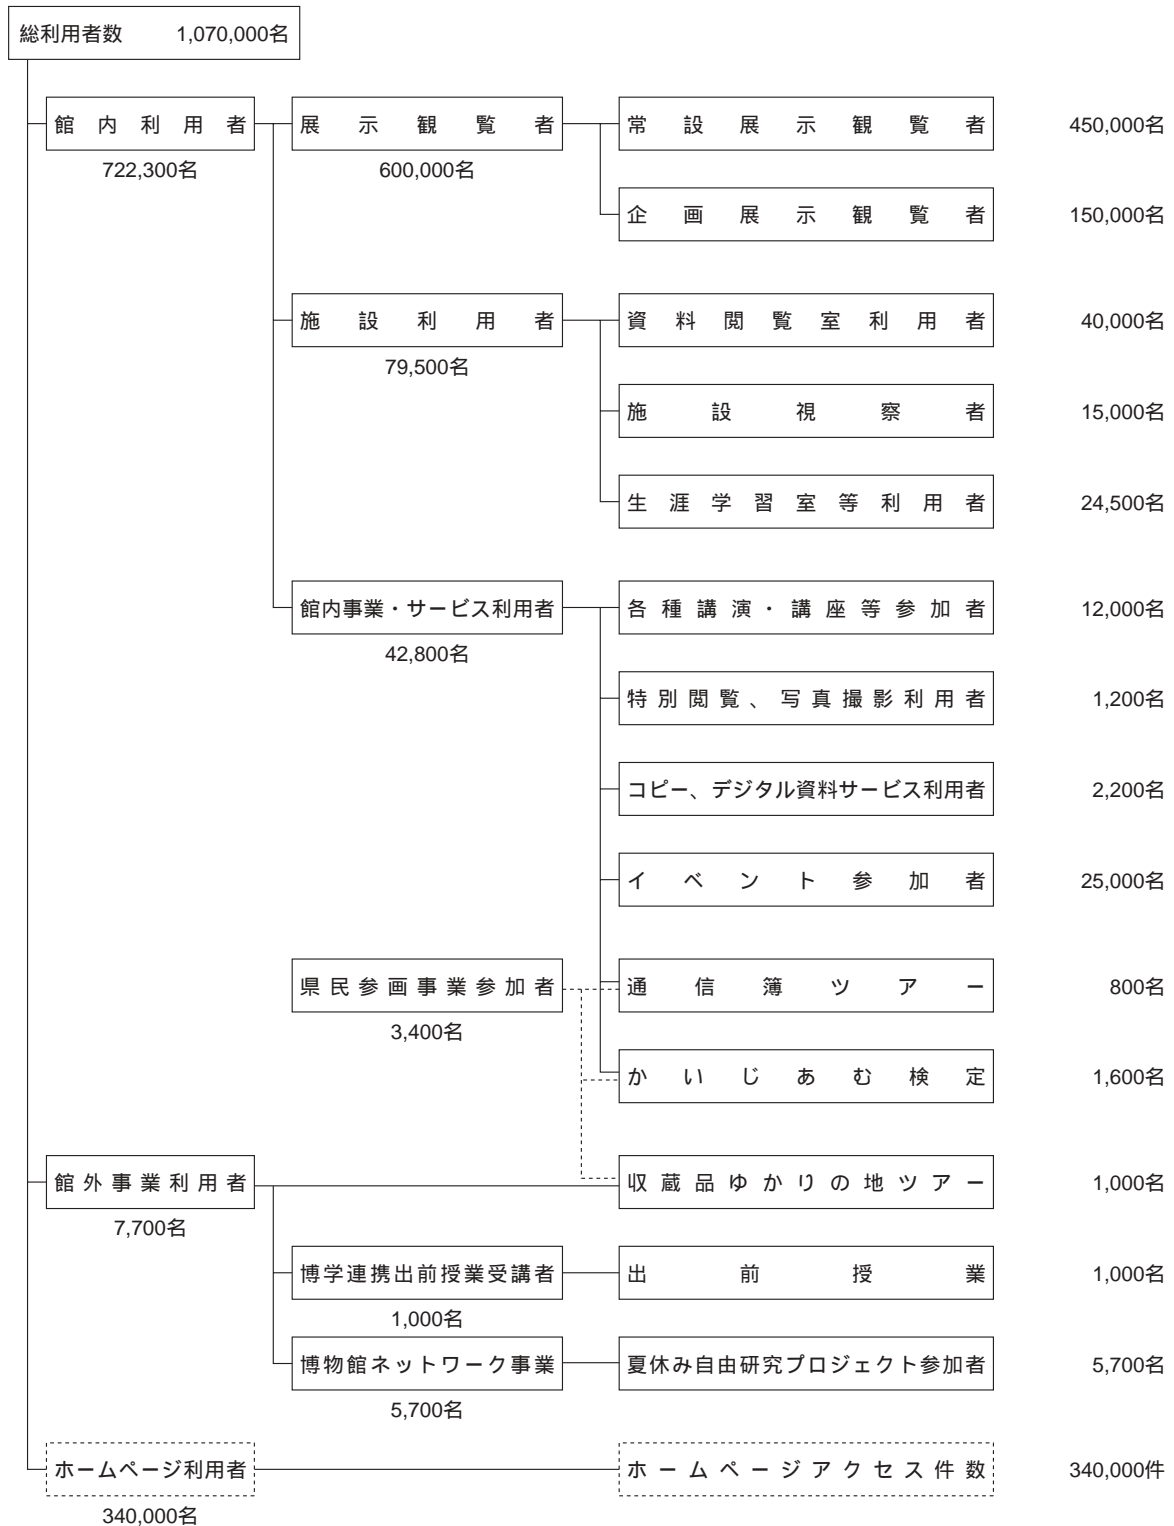 総利用者数 1,070,000名
館内利用者 展示観覧者 常設展示観覧者 450,000名
722,300名 600,000名
企画展示観覧者 150,000名
施設利用者 資料閲覧室利用者 40,000名
79,500名
施設視察者 15,000名
生涯学習室等利用者 24,500名
館内事業・サービス利用者 各種講演・講座等参加者 12,000名
42,800名
特別閲覧、写真撮影利用者 1,200名
コピー、デジタル資料サービス利用者 2,200名
イベント参加者 25,000名
県民参画事業参加者 通信簿ツアー 800名
3,400名
かいじあむ検定 1,600名
館外事業利用者 収蔵品ゆかりの地ツアー 1,000名
7,700名
博学連携出前授業受講者 出前授業 1,000名
1,000名
博物館ネットワーク事業 夏休み自由研究プロジェクト参加者 5,700名
5,700名
ホームページ利用者 ホームページアクセス件数 340,000件
340,000名